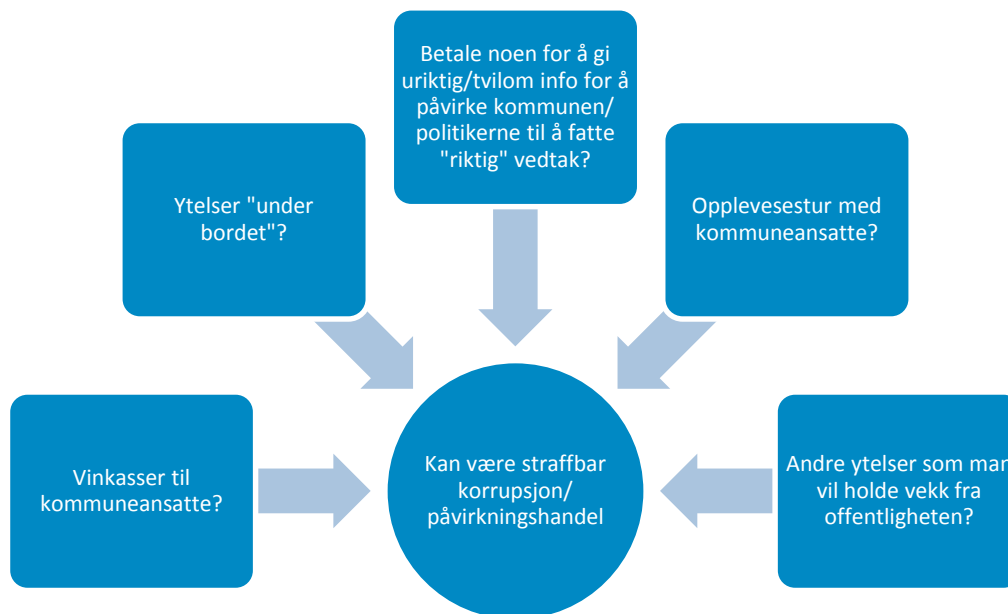 Betale noen for å gi
uriktig/tvilom info for å
påvirke kommunen/
politikerne til å fatte
"riktig" vedtak?
Ytelser "under
bordet"?
Opplevesestur med
kommuneansatte?
Vinkasser til
kommuneansatte?
Kan være straffbar
korrupsjon/
påvirkningshandel
Andre ytelser som man
vil holde vekk fra
offentligheten?